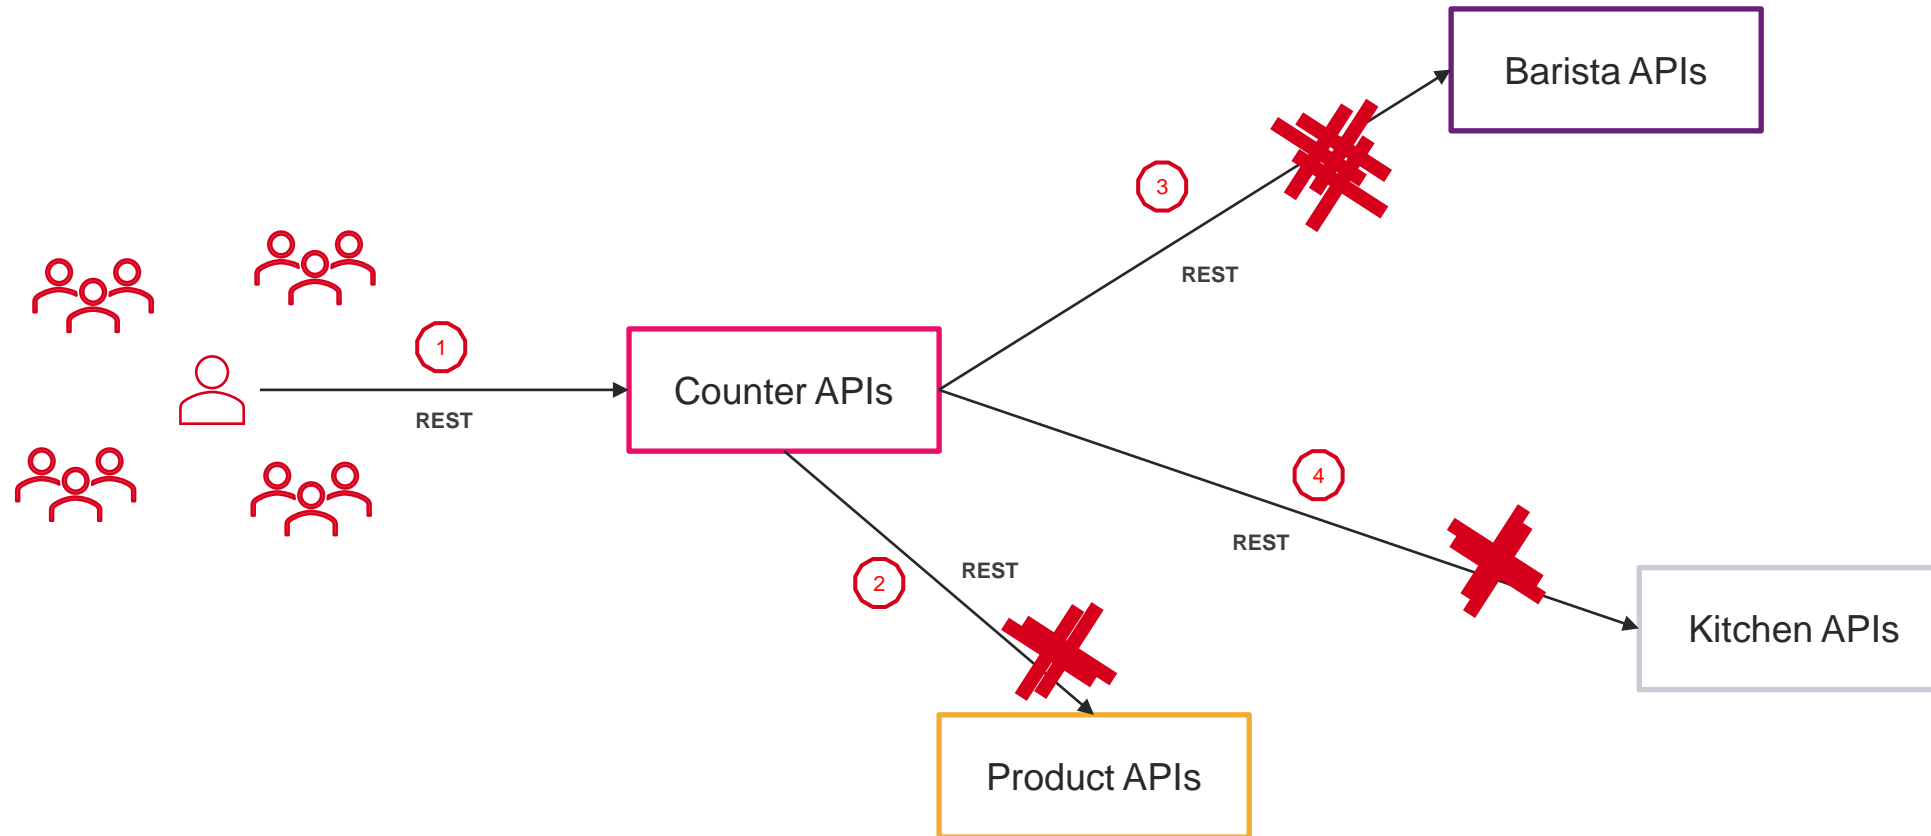 Barista APIs
3
REST
1
Counter APIs
REST
4
REST
2
REST
Kitchen APIs
Product APIs